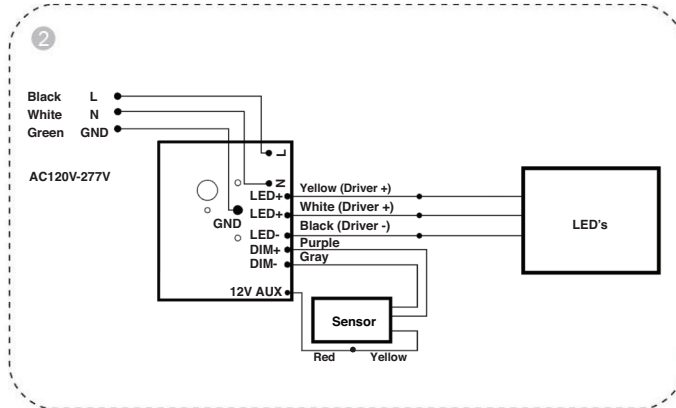 2
Black L
White N
Green GND
AC120V-277V
L
N
GND
LED+
LED+
LED-
DIM+
DIM-
12V AUX
Yellow (Driver +)
White (Driver +)
Black (Driver -)
Purple
Gray
LED's
Sensor
Red Yellow